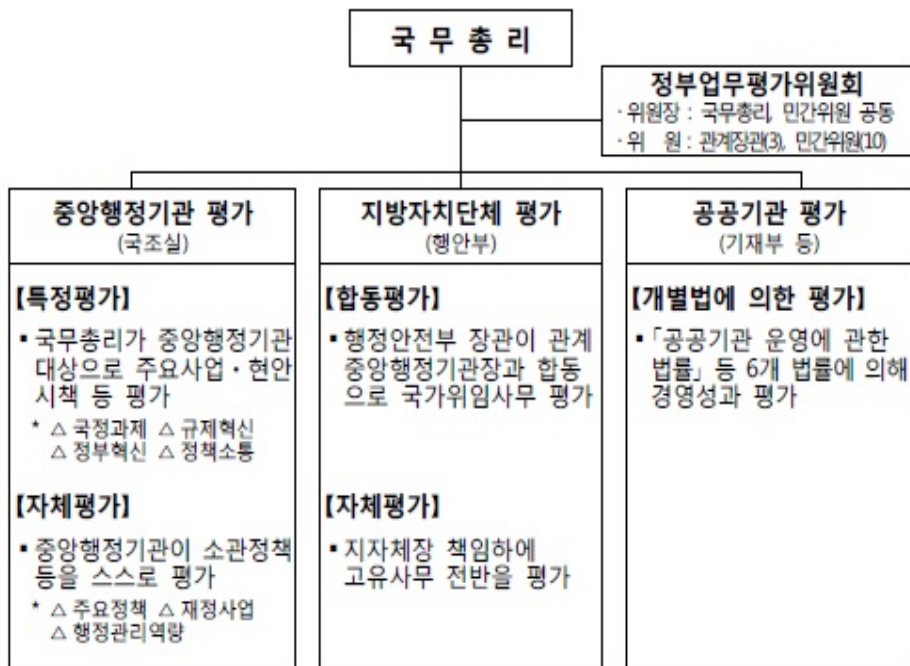 국 무 총 리
정부업무평가위원회
· 위원장 : 국무총리, 민간위원 공동
· 위 원 : 관계장관(3), 민간위원(10)
중앙행정기관 평가
(국조실)
【특정평가】
▪ 국무총리가 중앙행정기관
대상으로 주요사업・현안
시책 등 평가
* △ 국정과제 △ 규제혁신
△ 정부혁신 △ 정책소통
【자체평가】
▪ 중앙행정기관이 소관정책
등을 스스로 평가
* △ 주요정책 △ 재정사업
△ 행정관리역량
지방자치단체 평가
(행안부)
【합동평가】
▪ 행정안전부 장관이 관계
중앙행정기관장과 합동
으로 국가위임사무 평가
【자체평가】
▪ 지자체장 책임하에
고유사무 전반을 평가
공공기관 평가
(기재부 등)
【개별법에 의한 평가】
▪ 「공공기관 운영에 관한
법률」 등 6개 법률에 의해
경영성과 평가